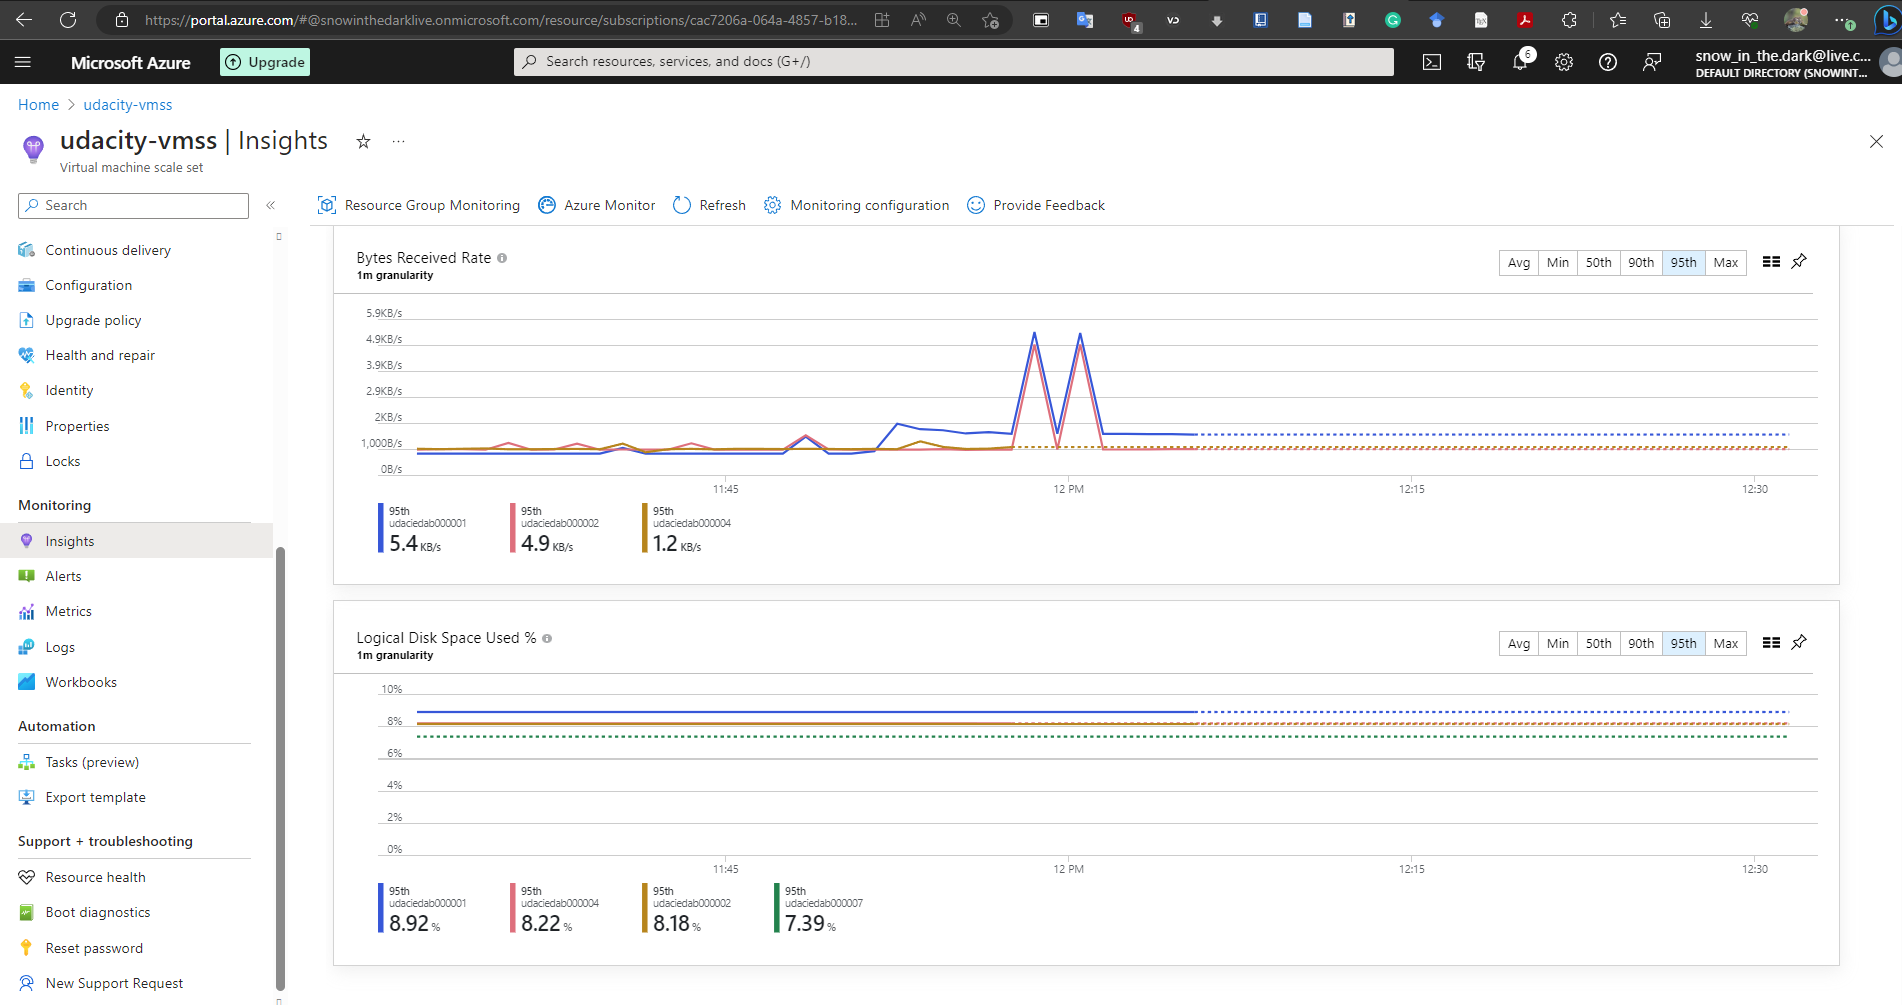 https://portal.azure.com/#@snowinthedarklive.onmicrosoft.com/resource/subscriptions/cac7206a-064a-4857-b18...
4
Microsoft Azure
Upgrade
Search resources, services, and docs (G+/)
6
snow_in_the.dark@live.c...
DEFAULT DIRECTORY (SNOWINT...
Home > udacity-vmss
udacity-vmss | Insights
Virtual machine scale set
Search
Resource Group Monitoring
Azure Monitor
Refresh
Monitoring configuration
Provide Feedback
Continuous delivery
Configuration
Upgrade policy
Health and repair
Identity
Properties
Locks
Monitoring
Insights
Alerts
Metrics
Logs
Workbooks
Automation
Tasks (preview)
Export template
Support + troubleshooting
Resource health
Boot diagnostics
Reset password
New Support Request
Bytes Received Rate
1m granularity
Avg Min 50th 90th 95th Max
5.9KB/s
4.9KB/s
3.9KB/s
2.9KB/s
2KB/s
1,000B/s
0B/s
11:45 12 PM 12:15 12:30
95th
udaciedab000001
5.4 KB/s
95th
udaciedab000002
4.9 KB/s
95th
udaciedab000004
1.2 KB/s
Logical Disk Space Used %
1m granularity
Avg Min 50th 90th 95th Max
10%
8%
6%
4%
2%
0%
11:45 12 PM 12:15 12:30
95th
udaciedab000001
8.92 %
95th
udaciedab000004
8.22 %
95th
udaciedab000002
8.18 %
95th
udaciedab000007
7.39 %